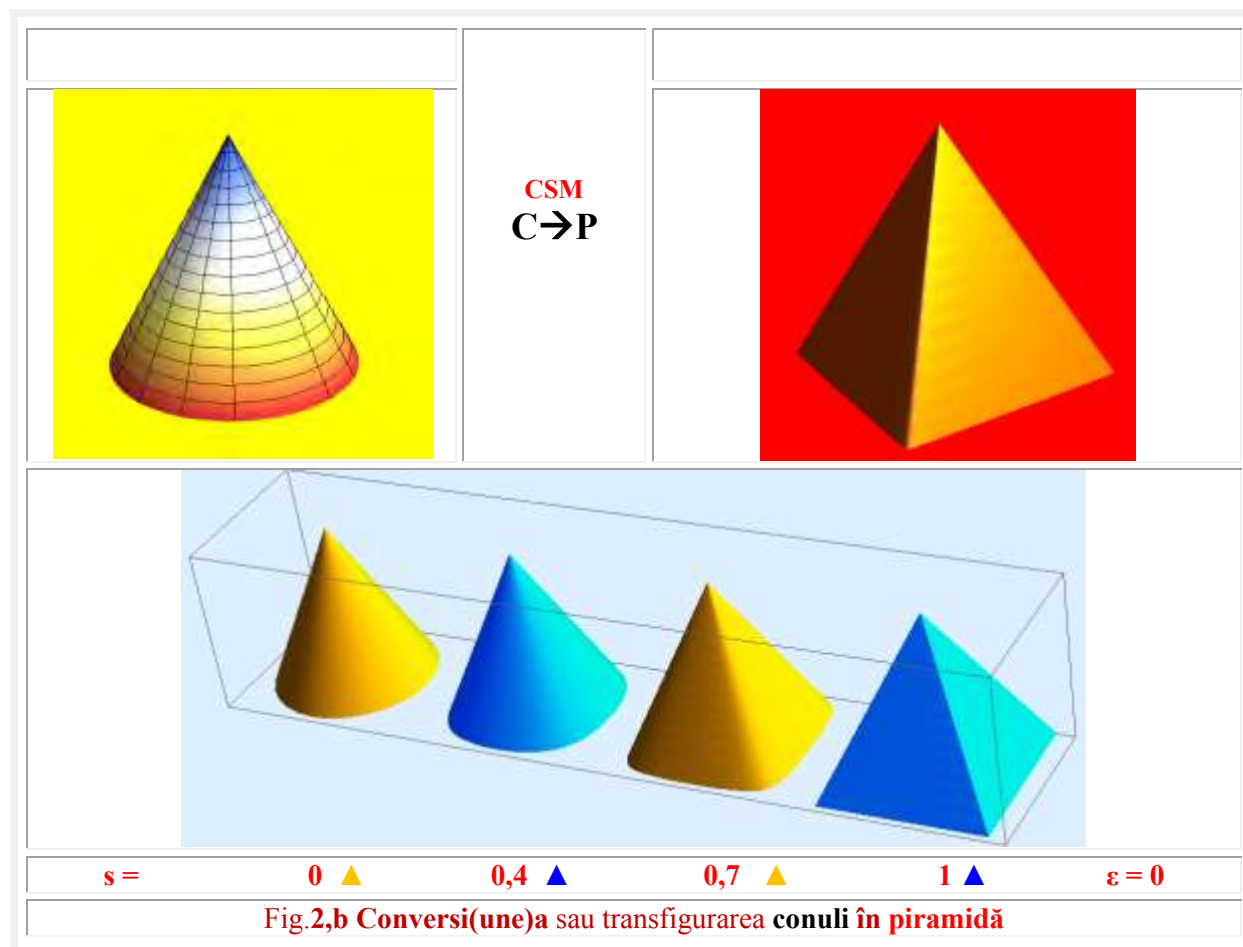 CSM
C→P
s = 0 ▲ 0,4 ▲ 0,7 ▲ 1 ▲ ε = 0
Fig.2,b Conversi(une)a sau transfigurarea conuli în piramidă